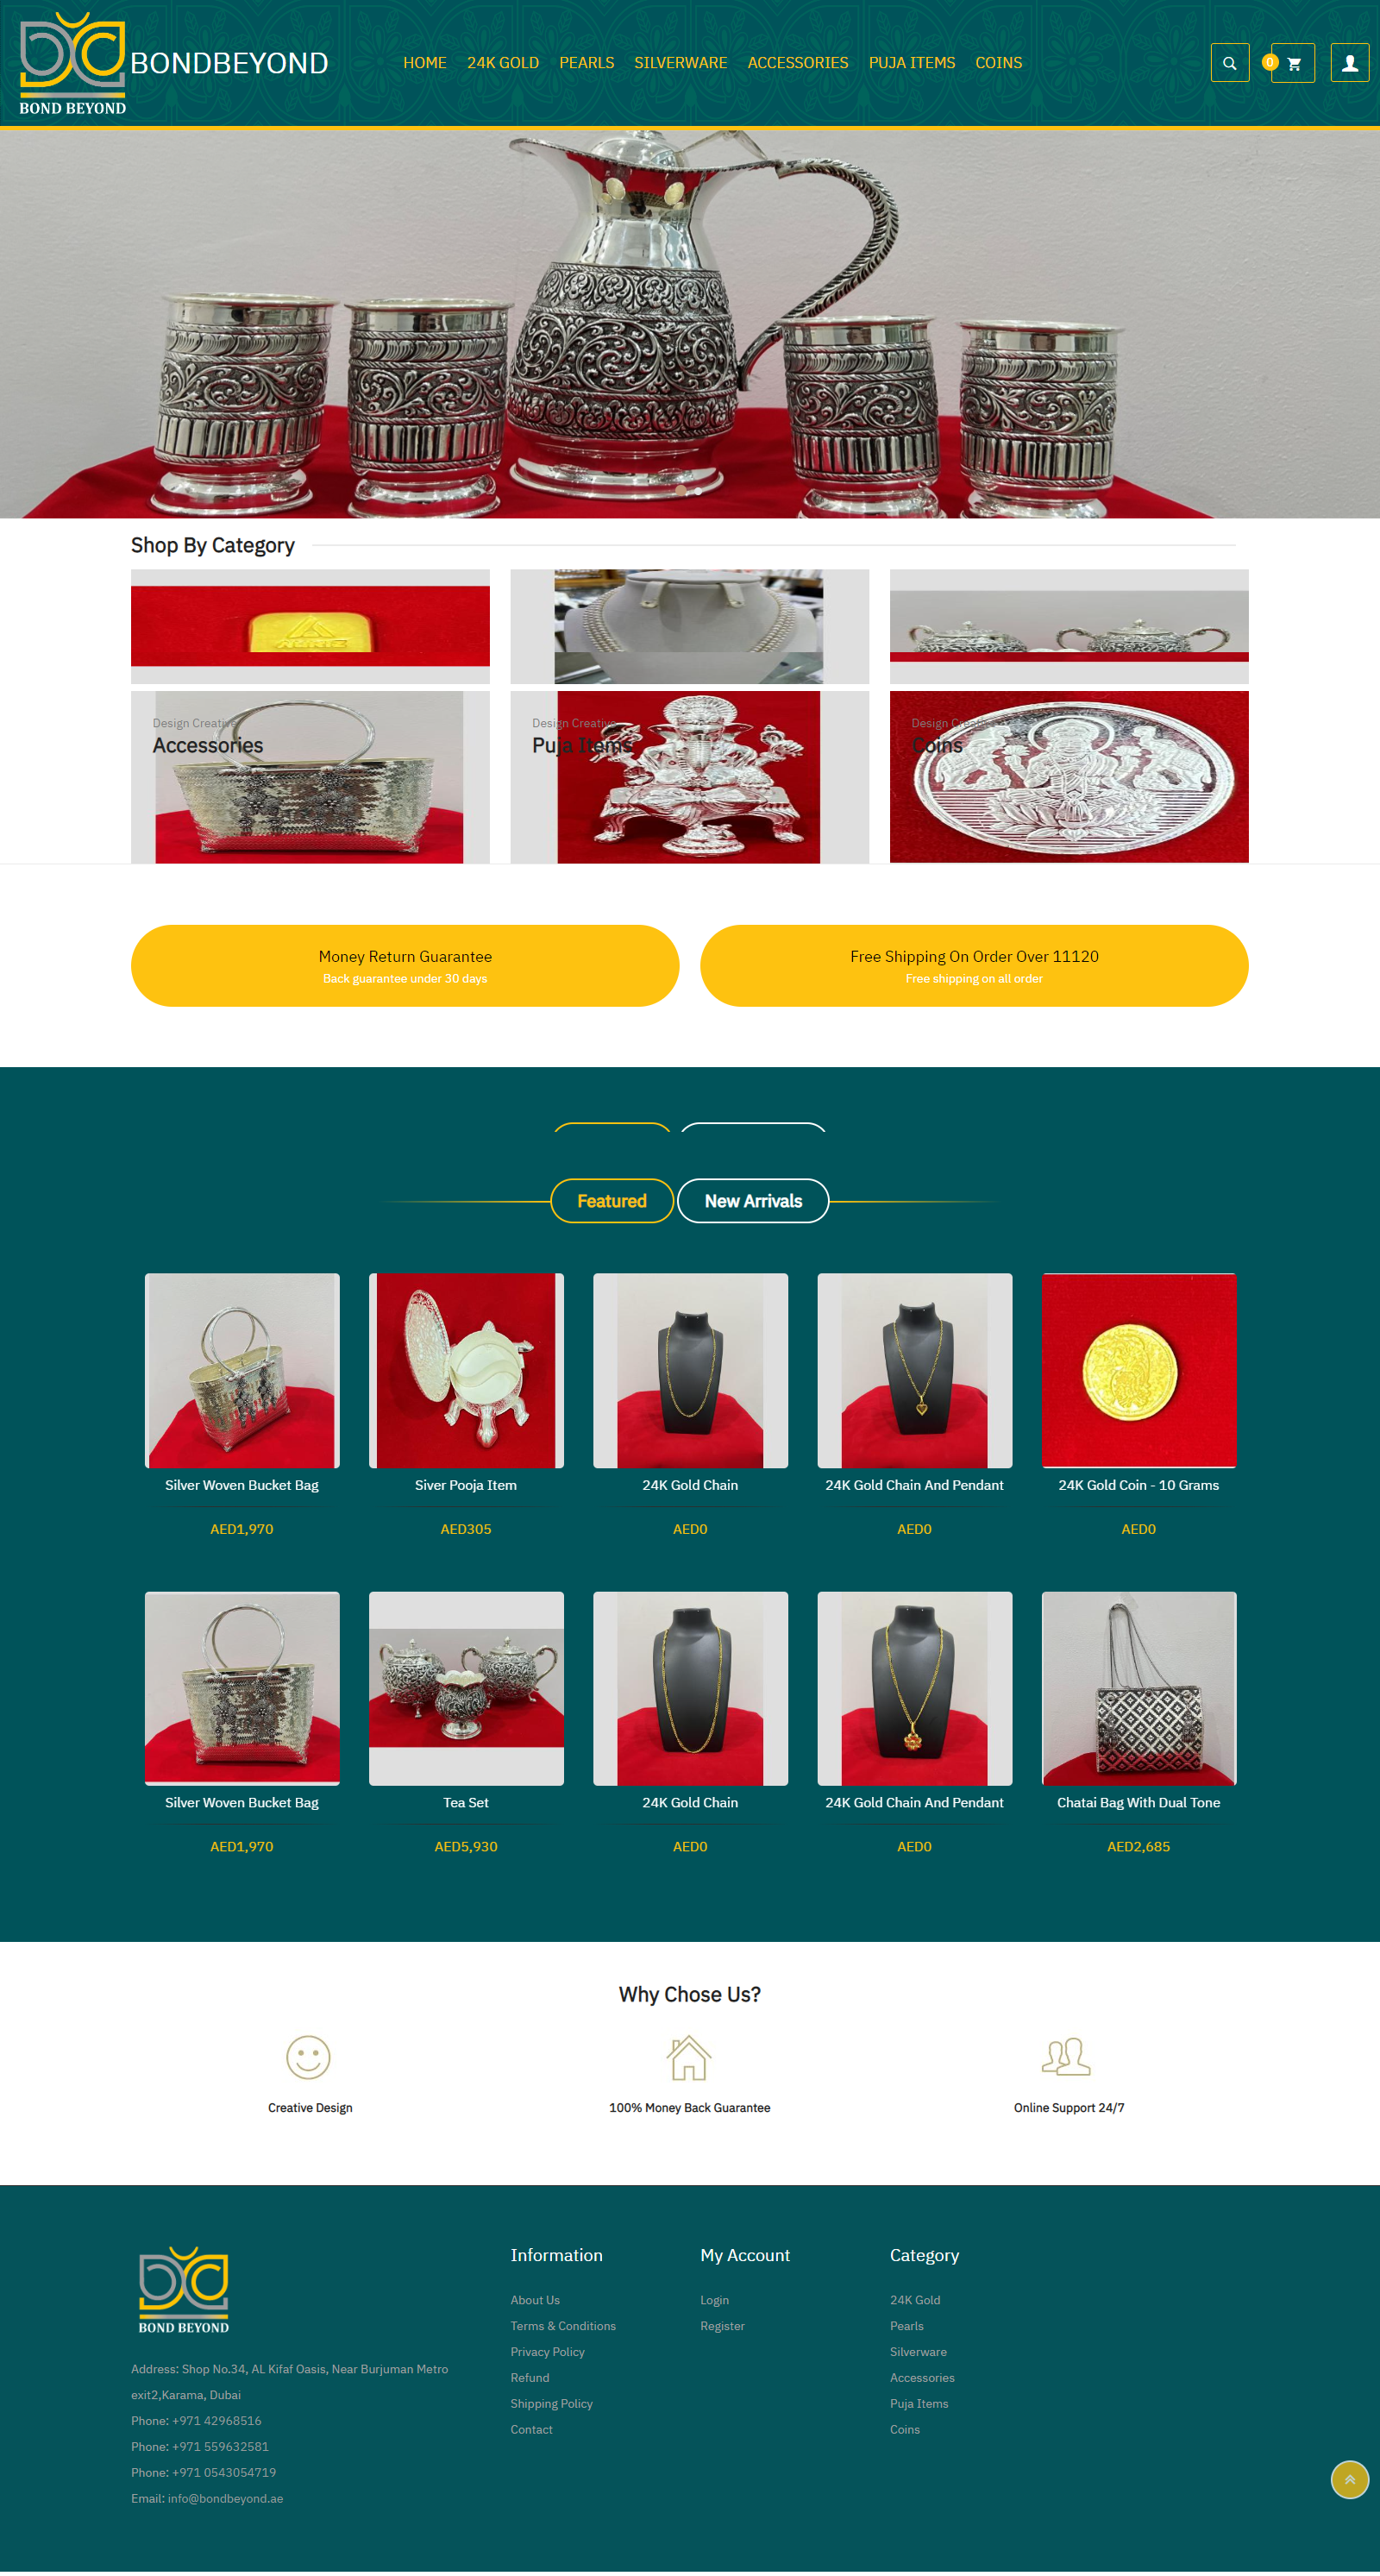 BOND BEYOND
BONDBEYOND
HOME 24K GOLD PEARLS SILVERWARE ACCESSORIES PUJA ITEMS COINS
0
Shop By Category
Design Creative
Accessories
Design Creative
Puja Items
Design Creative
Coins
Money Return Guarantee
Back guarantee under 30 days
Free Shipping On Order Over 11120
Free shipping on all order
Featured
New Arrivals
Silver Woven Bucket Bag
AED1,970
Siver Pooja Item
AED305
24K Gold Chain
AED0
24K Gold Chain And Pendant
AED0
24K Gold Coin - 10 Grams
AED0
Silver Woven Bucket Bag
AED1,970
Tea Set
AED5,930
24K Gold Chain
AED0
24K Gold Chain And Pendant
AED0
Chatai Bag With Dual Tone
AED2,685
Why Chose Us?
Creative Design
100% Money Back Guarantee
Online Support 24/7
BOND BEYOND
Address: Shop No.34, AL Kifaf Oasis, Near Burjuman Metro
exit2,Karama, Dubai
Phone: +971 42968516
Phone: +971 559632581
Phone: +971 0543054719
Email: info@bondbeyond.ae
Information
About Us
Terms & Conditions
Privacy Policy
Refund
Shipping Policy
Contact
My Account
Login
Register
Category
24K Gold
Pearls
Silverware
Accessories
Puja Items
Coins